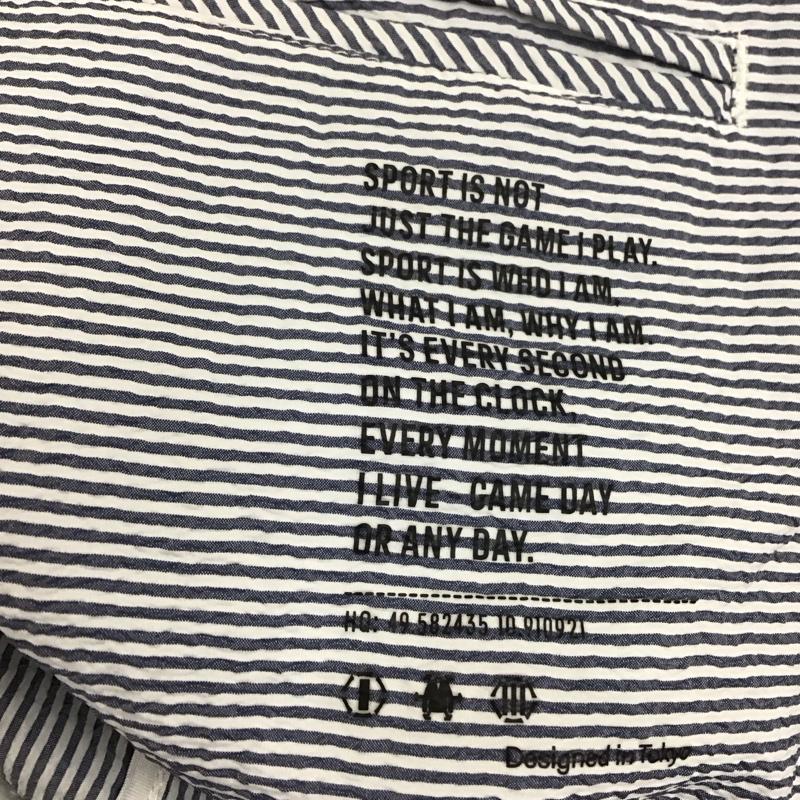 SPORT IS NOT
JUST THE GAME I PLAY.
SPORT IS WHO I AM,
WHAT I AM, WHY I AM.
IT'S EVERY SECOND
ON THE CLOCK,
EVERY MOMENT
I LIVE - GAME DAY
OR ANY DAY.
HQ: 49.582435 10.910921
Designed in Tokyo